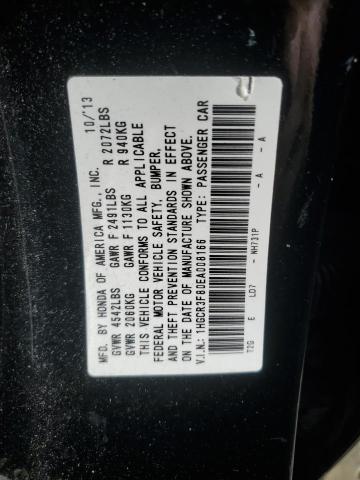 MFD. BY HONDA OF AMERICA MFG., INC. 10/'13
GVWR 4542LBS GAWR F 2491LBS R 2072LBS
GVWR 2060KG GAWR F 1130KG R 940KG
THIS VEHICLE CONFORMS TO ALL APPLICABLE
FEDERAL MOTOR VEHICLE SAFETY, BUMPER,
AND THEFT PREVENTION STANDARDS IN EFFECT
ON THE DATE OF MANUFACTURE SHOWN ABOVE.
V.I.N.: 1HGCR3F80EA008166 TYPE: PASSENGER CAR
T2G E LD7 - NH731P - A - A